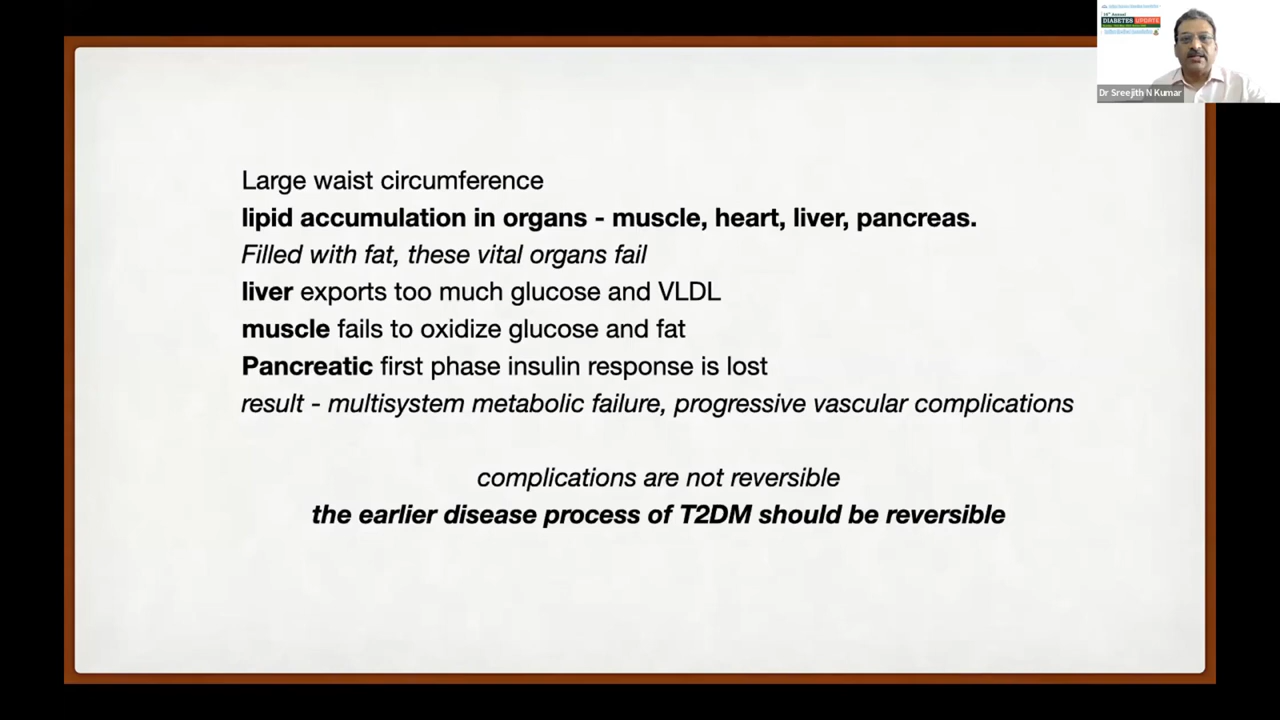 DIABETES UPDATE
Dr Sreejith N Kumar
Large waist circumference
lipid accumulation in organs - muscle, heart, liver, pancreas.
Filled with fat, these vital organs fail
liver exports too much glucose and VLDL
muscle fails to oxidize glucose and fat
Pancreatic first phase insulin response is lost
result - multisystem metabolic failure, progressive vascular complications
complications are not reversible
the earlier disease process of T2DM should be reversible